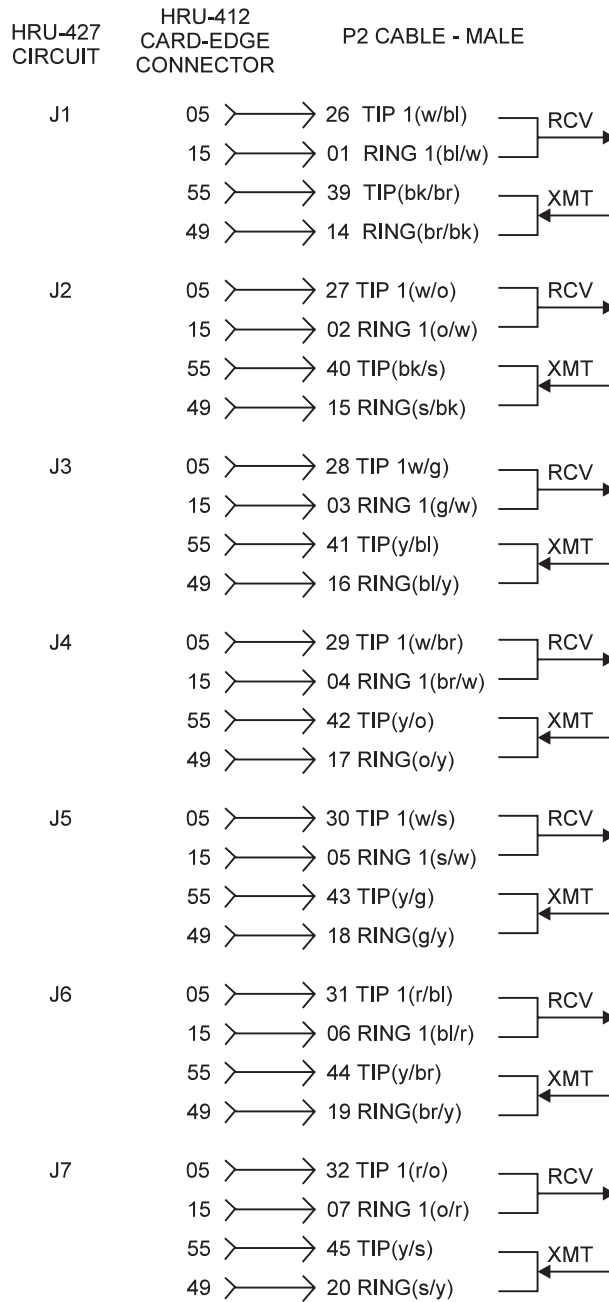 HRU-427 CIRCUIT HRU-412 CARD-EDGE CONNECTOR P2 CABLE - MALE
J1 05 26 TIP 1(w/bl) RCV
15 01 RING 1(bl/w)
55 39 TIP(bk/br) XMT
49 14 RING(br/bk)
J2 05 27 TIP 1(w/o) RCV
15 02 RING 1(o/w)
55 40 TIP(bk/s) XMT
49 15 RING(s/bk)
J3 05 28 TIP 1w/g) RCV
15 03 RING 1(g/w)
55 41 TIP(y/bl) XMT
49 16 RING(bl/y)
J4 05 29 TIP 1(w/br) RCV
15 04 RING 1(br/w)
55 42 TIP(y/o) XMT
49 17 RING(o/y)
J5 05 30 TIP 1(w/s) RCV
15 05 RING 1(s/w)
55 43 TIP(y/g) XMT
49 18 RING(g/y)
J6 05 31 TIP 1(r/bl) RCV
15 06 RING 1(bl/r)
55 44 TIP(y/br) XMT
49 19 RING(br/y)
J7 05 32 TIP 1(r/o) RCV
15 07 RING 1(o/r)
55 45 TIP(y/s) XMT
49 20 RING(s/y)